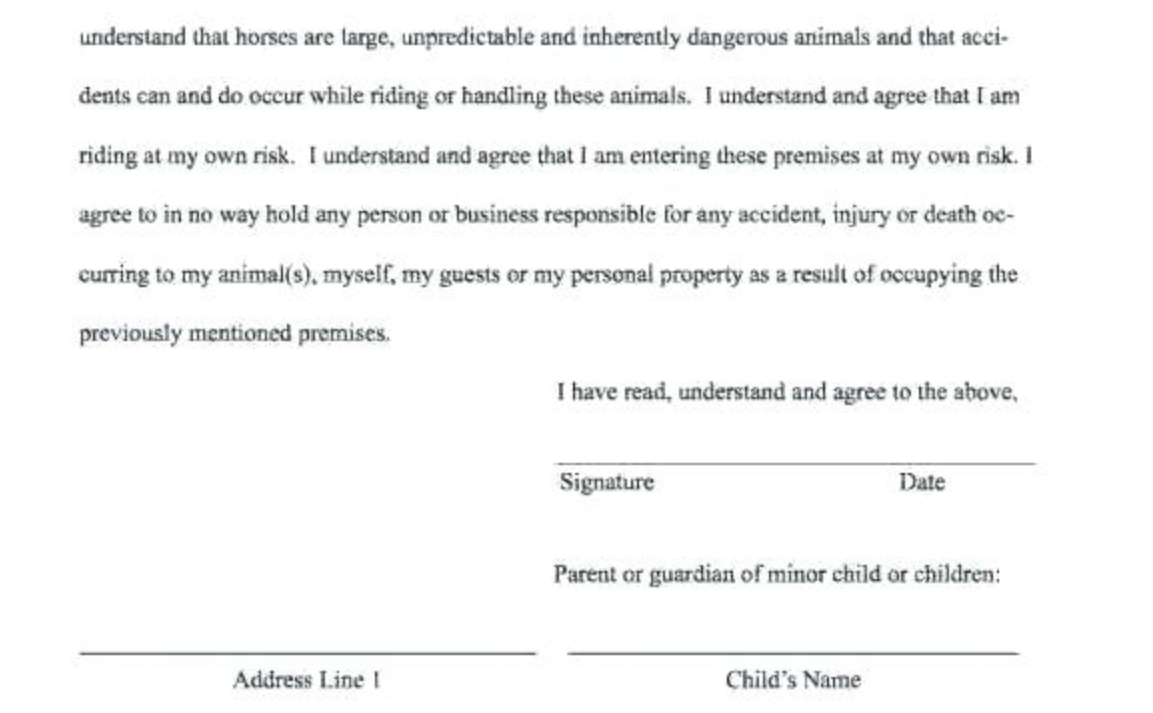 understand that horses are large, unpredictable and inherently dangerous animals and that acci-
dents can and do occur while riding or handling these animals. I understand and agree that I am
riding at my own risk. I understand and agree that I am entering these premises at my own risk. I
agree to in no way hold any person or business responsible for any accident, injury or death oc-
curring to my animal(s), myself, my guests or my personal property as a result of occupying the
previously mentioned premises.
I have read, understand and agree to the above,
Signature Date
Parent or guardian of minor child or children:
Address Line 1 Child's Name